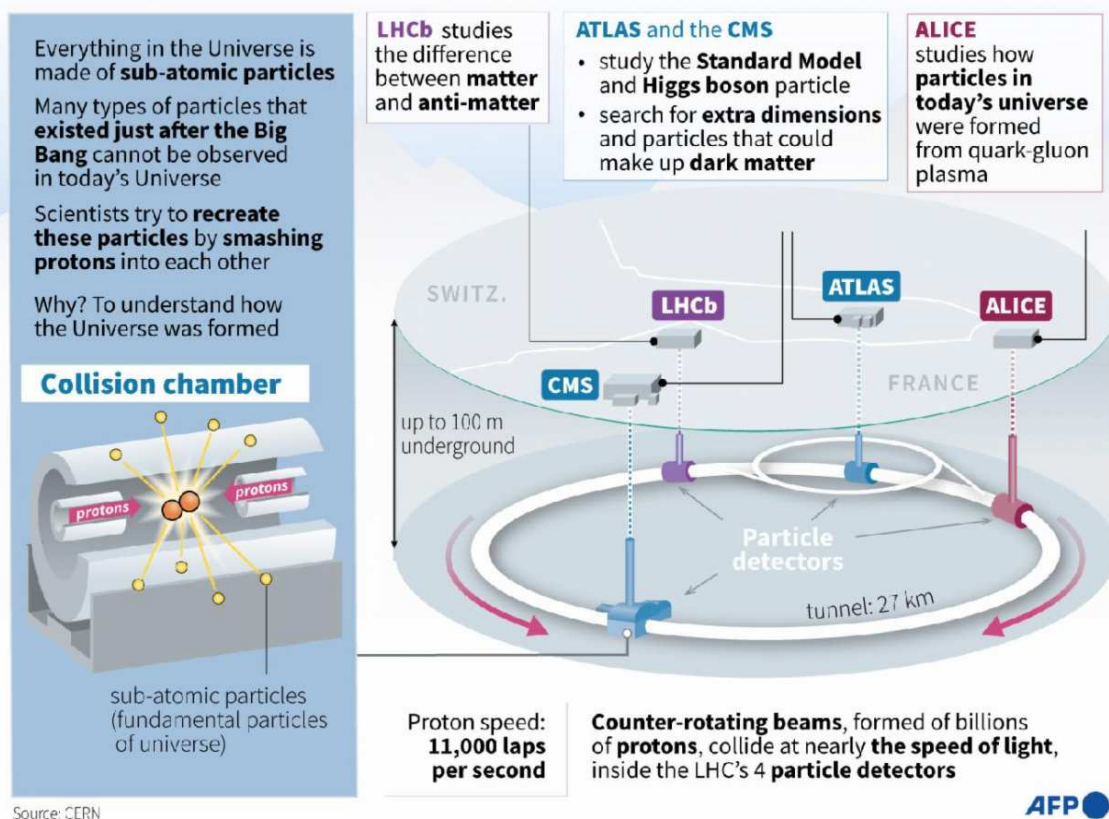 Everything in the Universe is
made of sub-atomic particles
Many types of particles that
existed just after the Big
Bang cannot be observed
in today's Universe
Scientists try to recreate
these particles by smashing
protons into each other
Why? To understand how
the Universe was formed
Collision chamber
protons
protons
sub-atomic particles
(fundamental particles
of universe)
LHCb studies
the difference
between matter
and anti-matter
ATLAS and the CMS
• study the Standard Model
and Higgs boson particle
• search for extra dimensions
and particles that could
make up dark matter
ALICE
studies how
particles in
today's universe
were formed
from quark-gluon
plasma
SWITZ.
LHCb
ATLAS
ALICE
CMS
FRANCE
up to 100 m
underground
Particle
detectors
tunnel: 27 km
Proton speed:
11,000 laps
per second
Counter-rotating beams, formed of billions
of protons, collide at nearly the speed of light,
inside the LHC's 4 particle detectors
Source: CERN
AFP